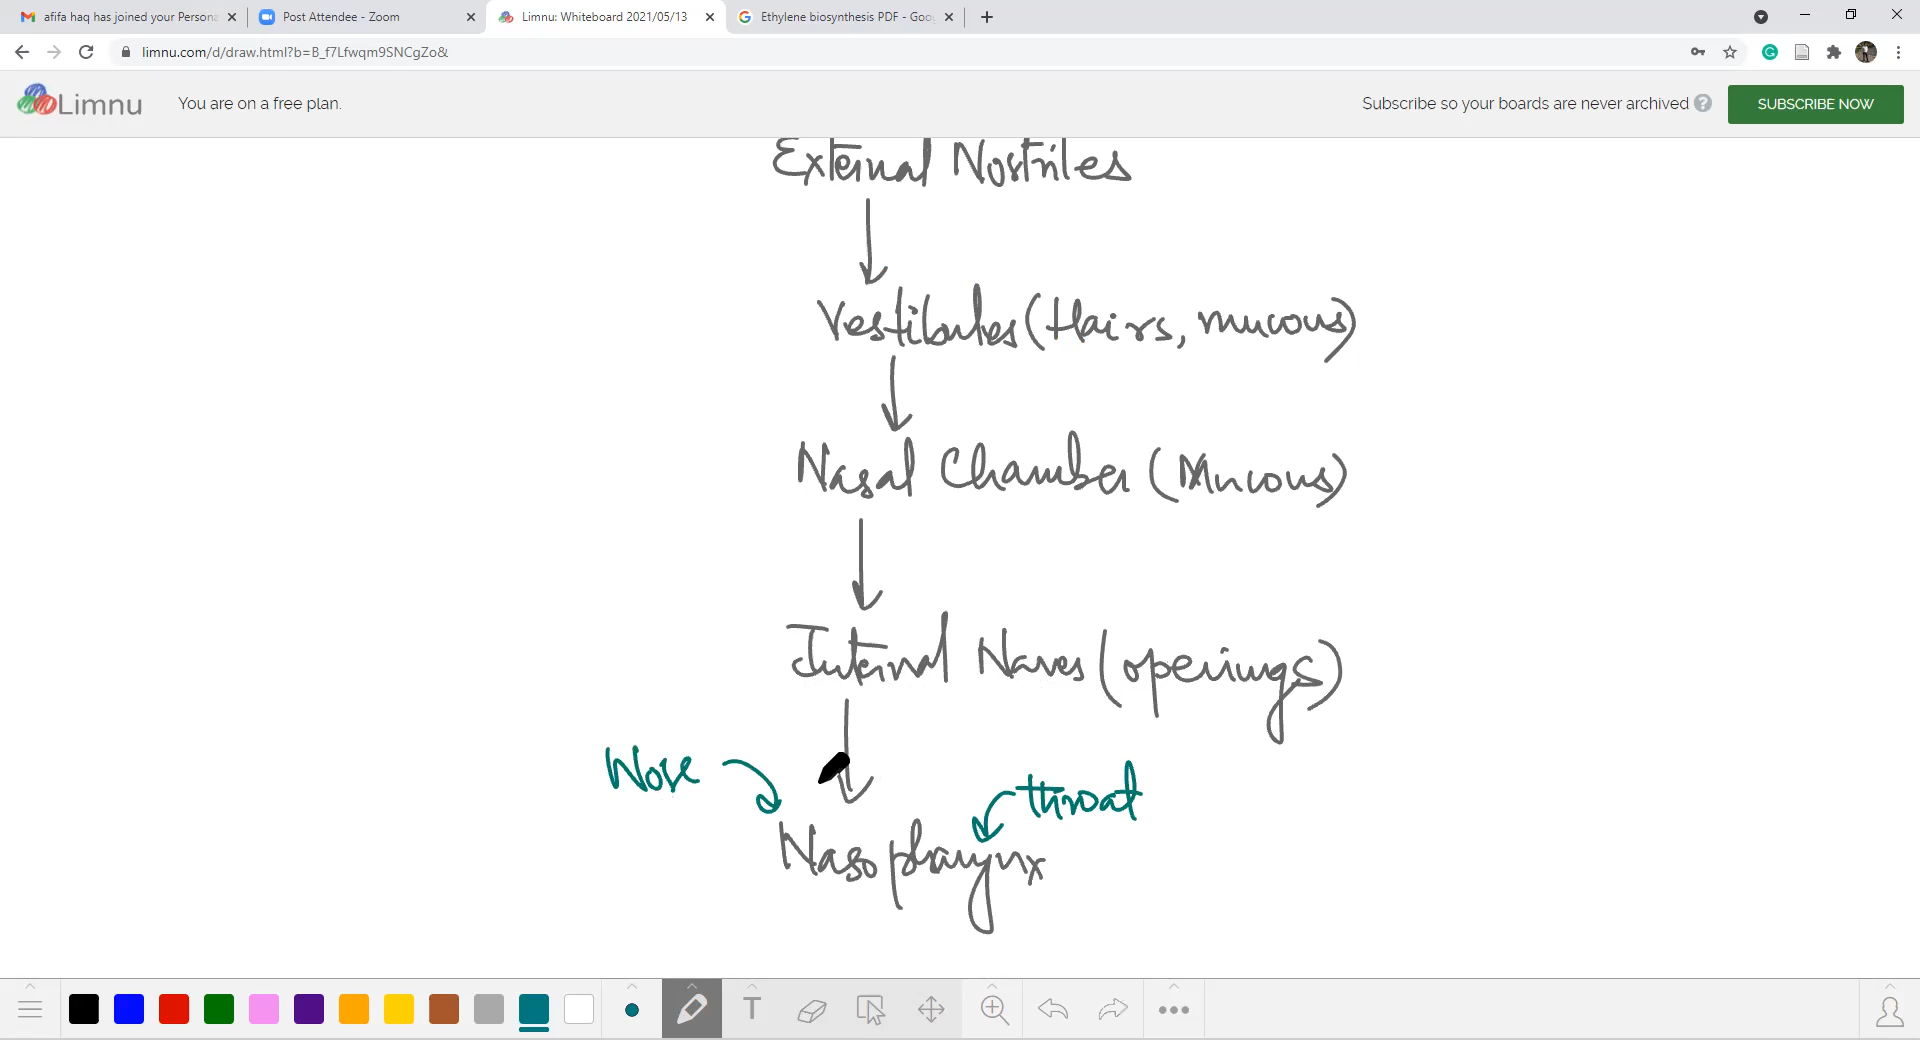 afifa haq has joined your Persona
Post Attendee - Zoom
Limnu: Whiteboard 2021/05/13
Ethylene biosynthesis PDF - Goo
limnu.com/d/draw.html?b=B_f7Lfwqm9SNCgZo&
Limnu
You are on a free plan.
Subscribe so your boards are never archived ?
SUBSCRIBE NOW
External Nostriles
Vestibules (Hairs, mucous)
Nasal Chamber (Mucous)
Internal Nares (openings)
Nose
throat
Nasopharynx
T